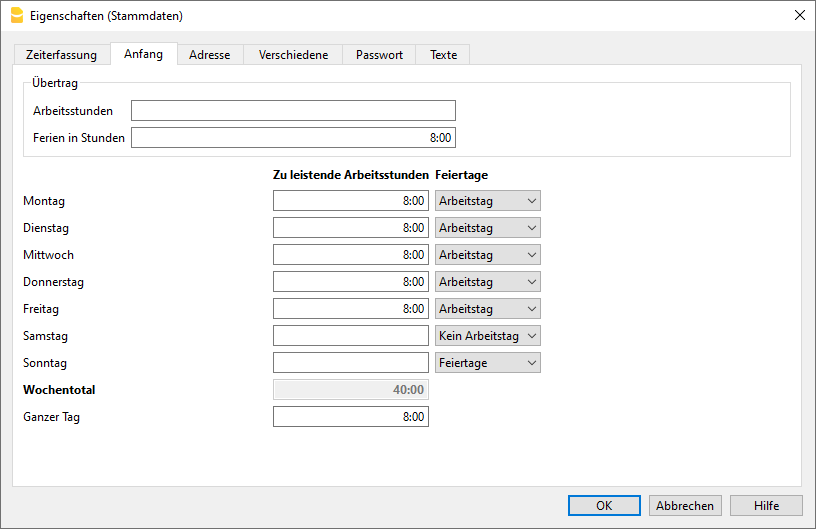 Eigenschaften (Stammdaten)
Zeiterfassung Anfang Adresse Verschiedene Passwort Texte
Übertrag
Arbeitsstunden
Ferien in Stunden 8:00
Zu leistende Arbeitsstunden Feiertage
Montag 8:00 Arbeitstag
Dienstag 8:00 Arbeitstag
Mittwoch 8:00 Arbeitstag
Donnerstag 8:00 Arbeitstag
Freitag 8:00 Arbeitstag
Samstag Kein Arbeitstag
Sonntag Feiertage
Wochentotal 40:00
Ganzer Tag 8:00
OK Abbrechen Hilfe